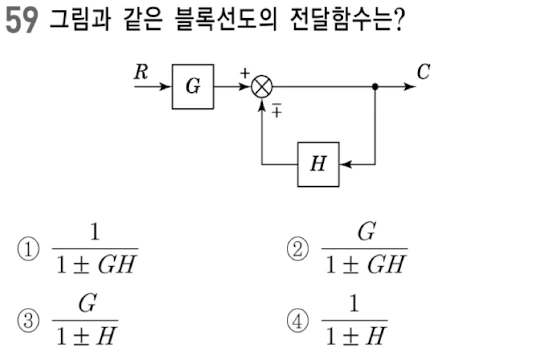 59 그림과 같은 블록선도의 전달함수는?
R G + C
∓
H
① 1/(1 ± GH) ② G/(1 ± GH)
③ G/(1 ± H) ④ 1/(1 ± H)